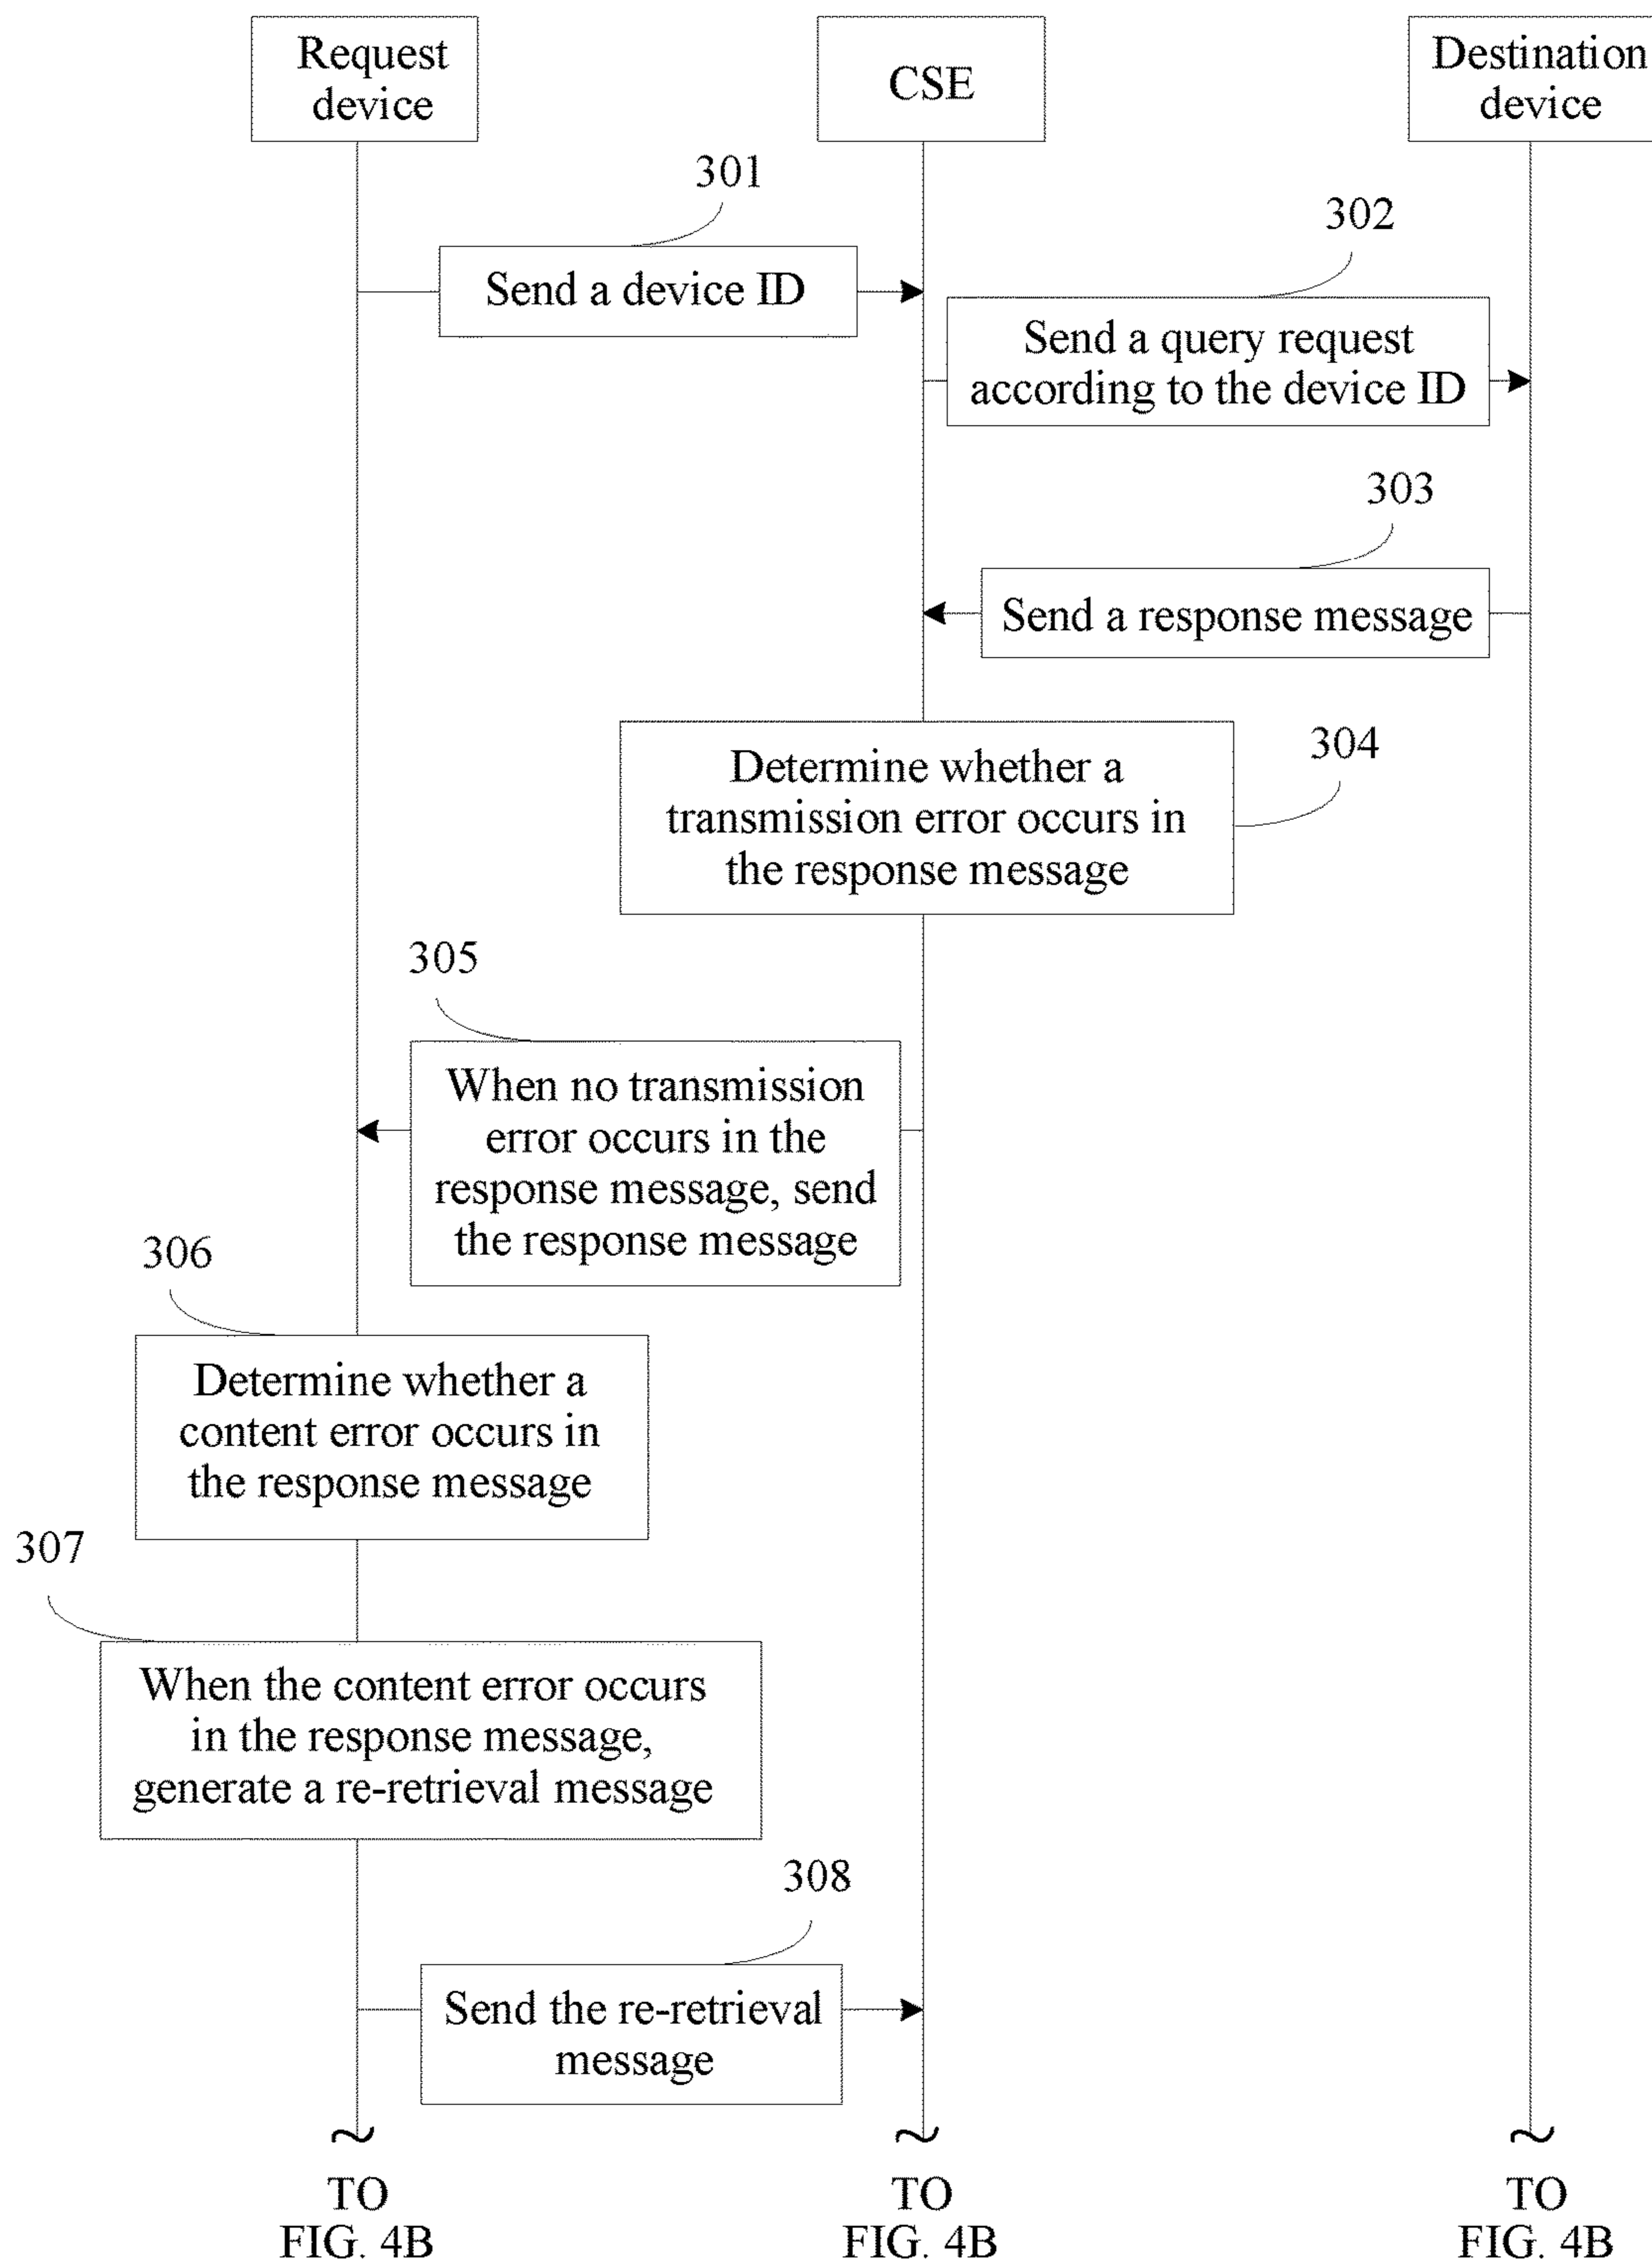 Request
device
CSE
Destination
device
301
Send a device ID
302
Send a query request
according to the device ID
303
Send a response message
304
Determine whether a
transmission error occurs in
the response message
305
When no transmission
error occurs in the
response message, send
the response message
306
Determine whether a
content error occurs in
the response message
307
When the content error occurs
in the response message,
generate a re-retrieval message
308
Send the re-retrieval
message
TO
FIG. 4B
TO
FIG. 4B
TO
FIG. 4B